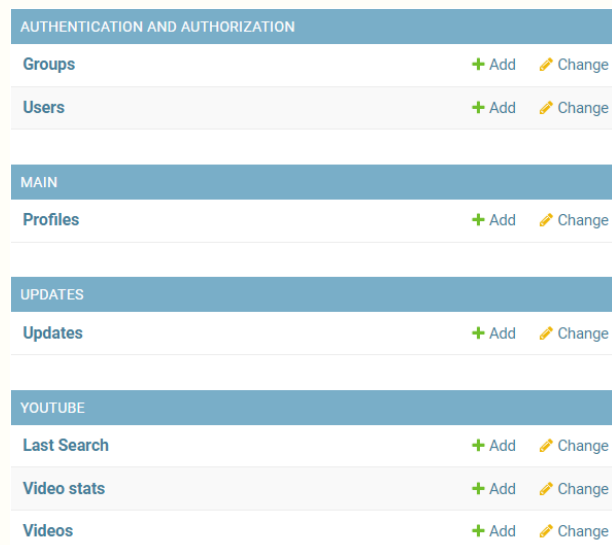 AUTHENTICATION AND AUTHORIZATION
Groups Add Change
Users Add Change
MAIN
Profiles Add Change
UPDATES
Updates Add Change
YOUTUBE
Last Search Add Change
Video stats Add Change
Videos Add Change